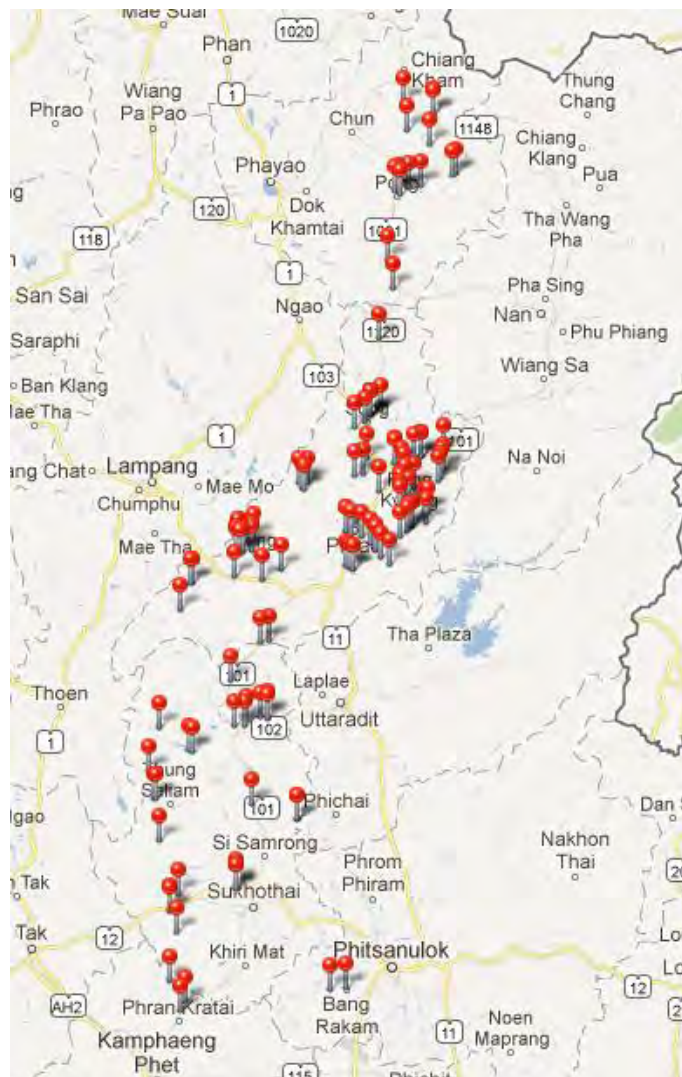 Mae Suai
1020
Phan
Chiang
Kham
Thung
Chang
Wiang
Pa Pao
1
Phrao
Chun
1148
Chiang
Klang
Phayao
Pua
Dok
Khamtai
120
Tha Wang
Pha
118
1
Pha Sing
San Sai
Ngao
Nan
Phu Phiang
Saraphi
103
Wiang Sa
Ban Klang
Mae Tha
1
101
Na Noi
Lampang
Mae Mo
Chumphu
Mae Tha
11
Tha Plaza
101
Laplae
Thoen
Uttaradit
102
1
101
Phichai
Si Samrong
Nakhon
Thai
Phrom
Phiram
Tak
Sukhothai
12
Khiri Mat
Phitsanulok
12
AH2
Phran Kratai
Bang
Rakam
11
Noen
Maprang
Kamphaeng
Phet
115